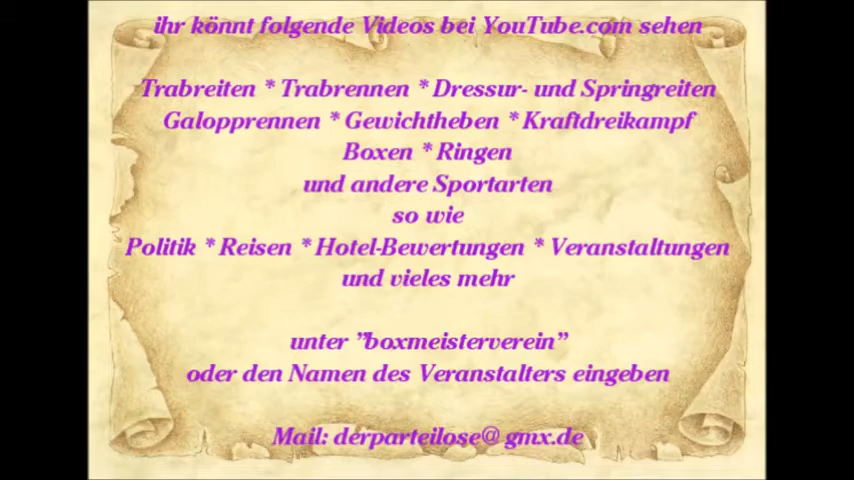 ihr könnt folgende Videos bei YouTube.com sehen
Trabreiten * Trabrennen * Dressur- und Springreiten
Galopprennen * Gewichtheben * Kraftdreikampf
Boxen * Ringen
und andere Sportarten
so wie
Politik * Reisen * Hotel-Bewertungen * Veranstaltungen
und vieles mehr
unter "boxmeisterverein"
oder den Namen des Veranstalters eingeben
Mail: derparteilose@gmx.de